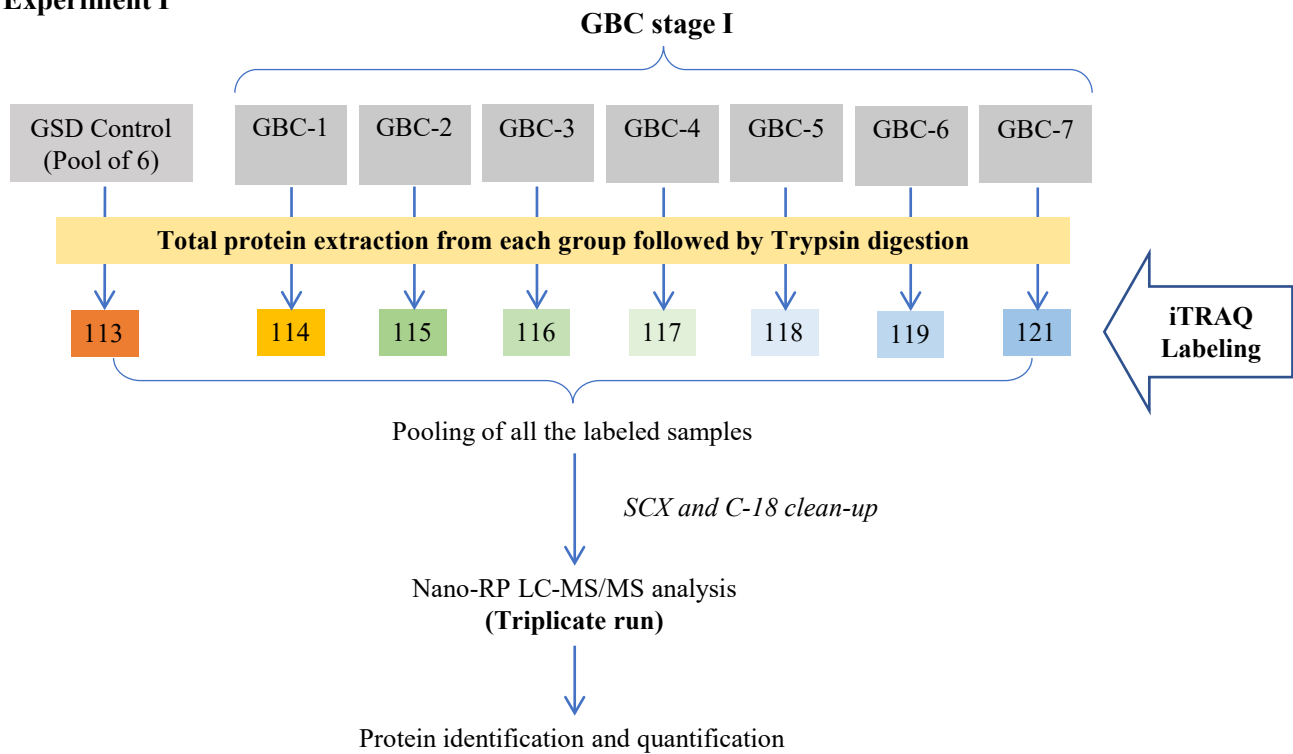 Experiment I
GBC stage I
GSD Control
(Pool of 6)
GBC-1
GBC-2
GBC-3
GBC-4
GBC-5
GBC-6
GBC-7
Total protein extraction from each group followed by Trypsin digestion
113
114
115
116
117
118
119
121
iTRAQ
Labeling
Pooling of all the labeled samples
SCX and C-18 clean-up
Nano-RP LC-MS/MS analysis
(Triplicate run)
Protein identification and quantification